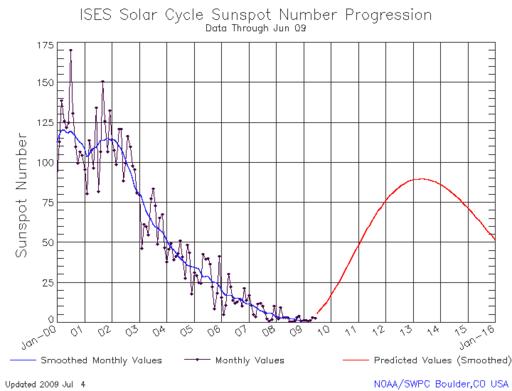 ISES Solar Cycle Sunspot Number Progression
Data Through Jun 09
175
150
125
100
75
50
25
0
Sunspot Number
Jan-00 01 02 03 04 05 06 07 08 09 10 11 12 13 14 15 Jan-16
Smoothed Monthly Values Monthly Values Predicted Values (Smoothed)
Updated 2009 Jul 4 NOAA/SWPC Boulder,CO USA